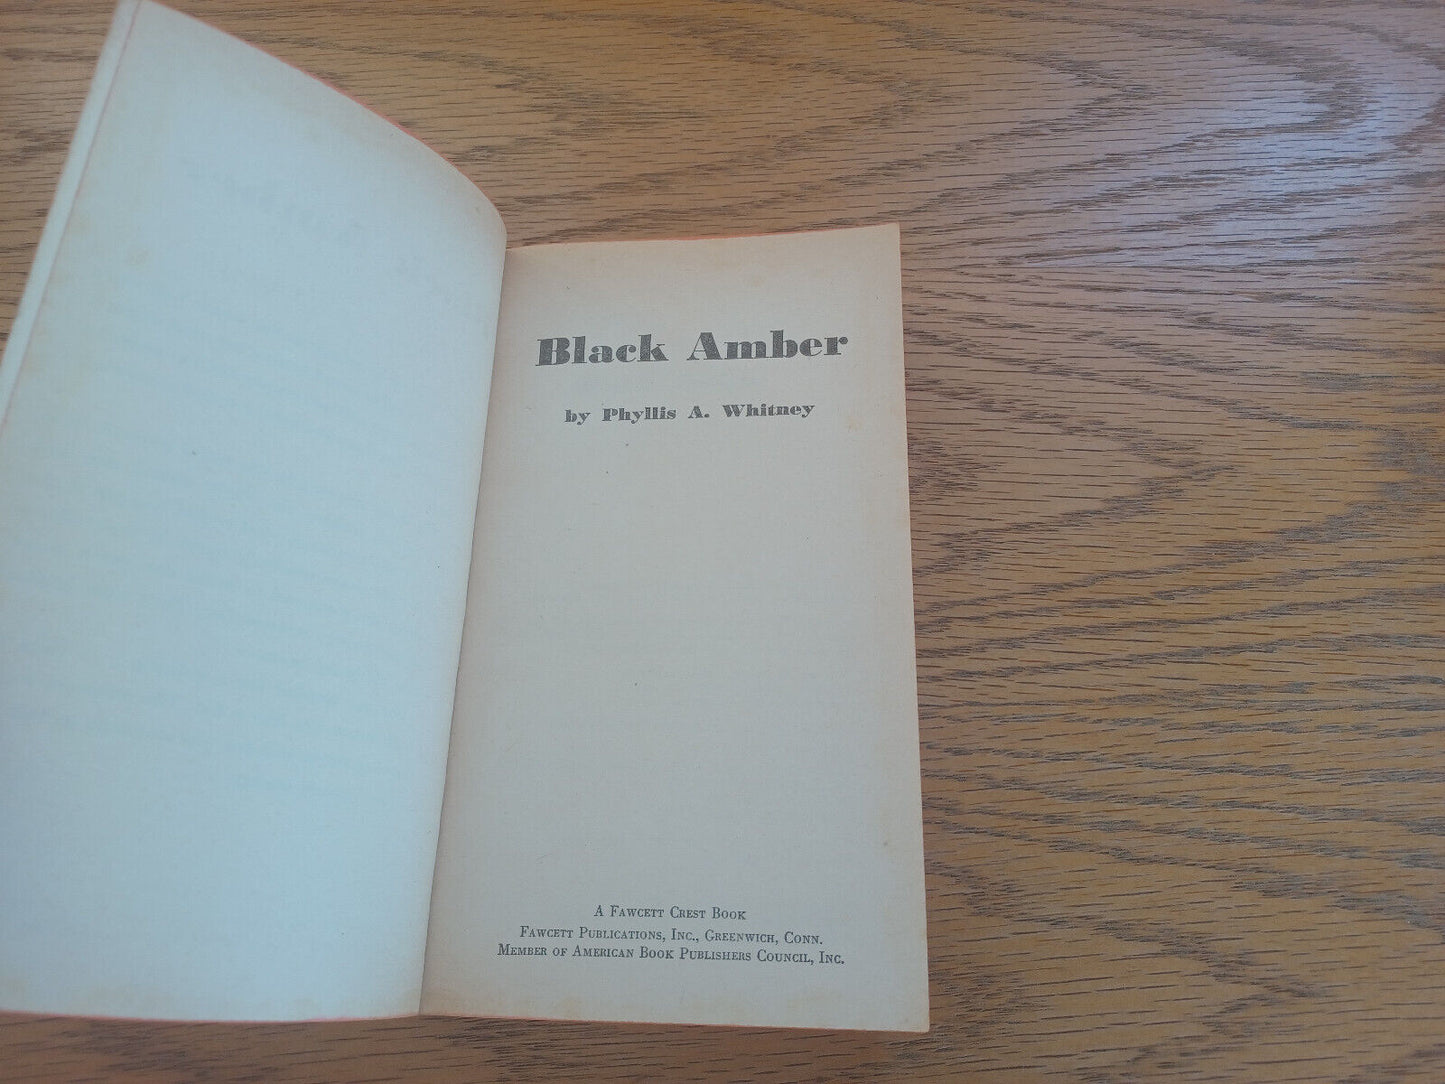 Black Amber
by Phyllis A. Whitney
A Fawcett Crest Book
Fawcett Publications, Inc., Greenwich, Conn.
Member of American Book Publishers Council, Inc.